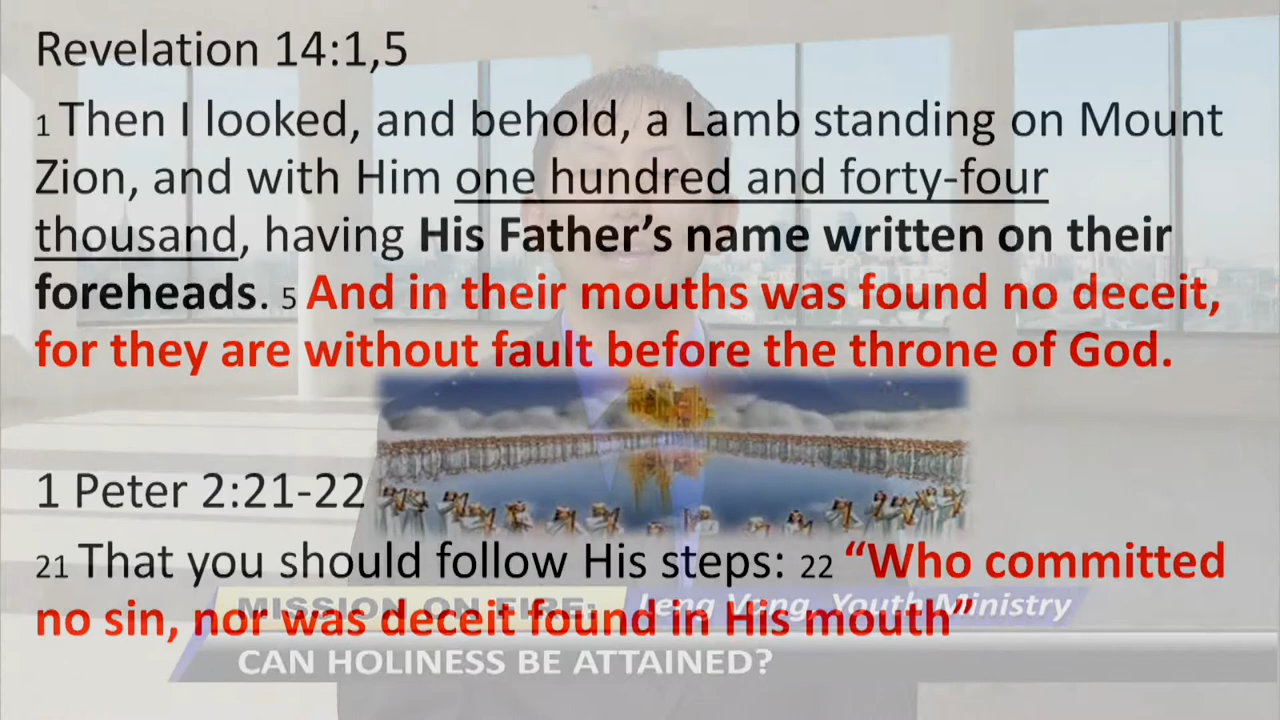 Revelation 14:1,5
1 Then I looked, and behold, a Lamb standing on Mount
Zion, and with Him one hundred and forty-four
thousand, having His Father’s name written on their
foreheads. 5 And in their mouths was found no deceit,
for they are without fault before the throne of God.
1 Peter 2:21-22
21 That you should follow His steps: 22 “Who committed
no sin, nor was deceit found in His mouth”
MISSION ON FIRE: Leng Vang, Youth Ministry
CAN HOLINESS BE ATTAINED?